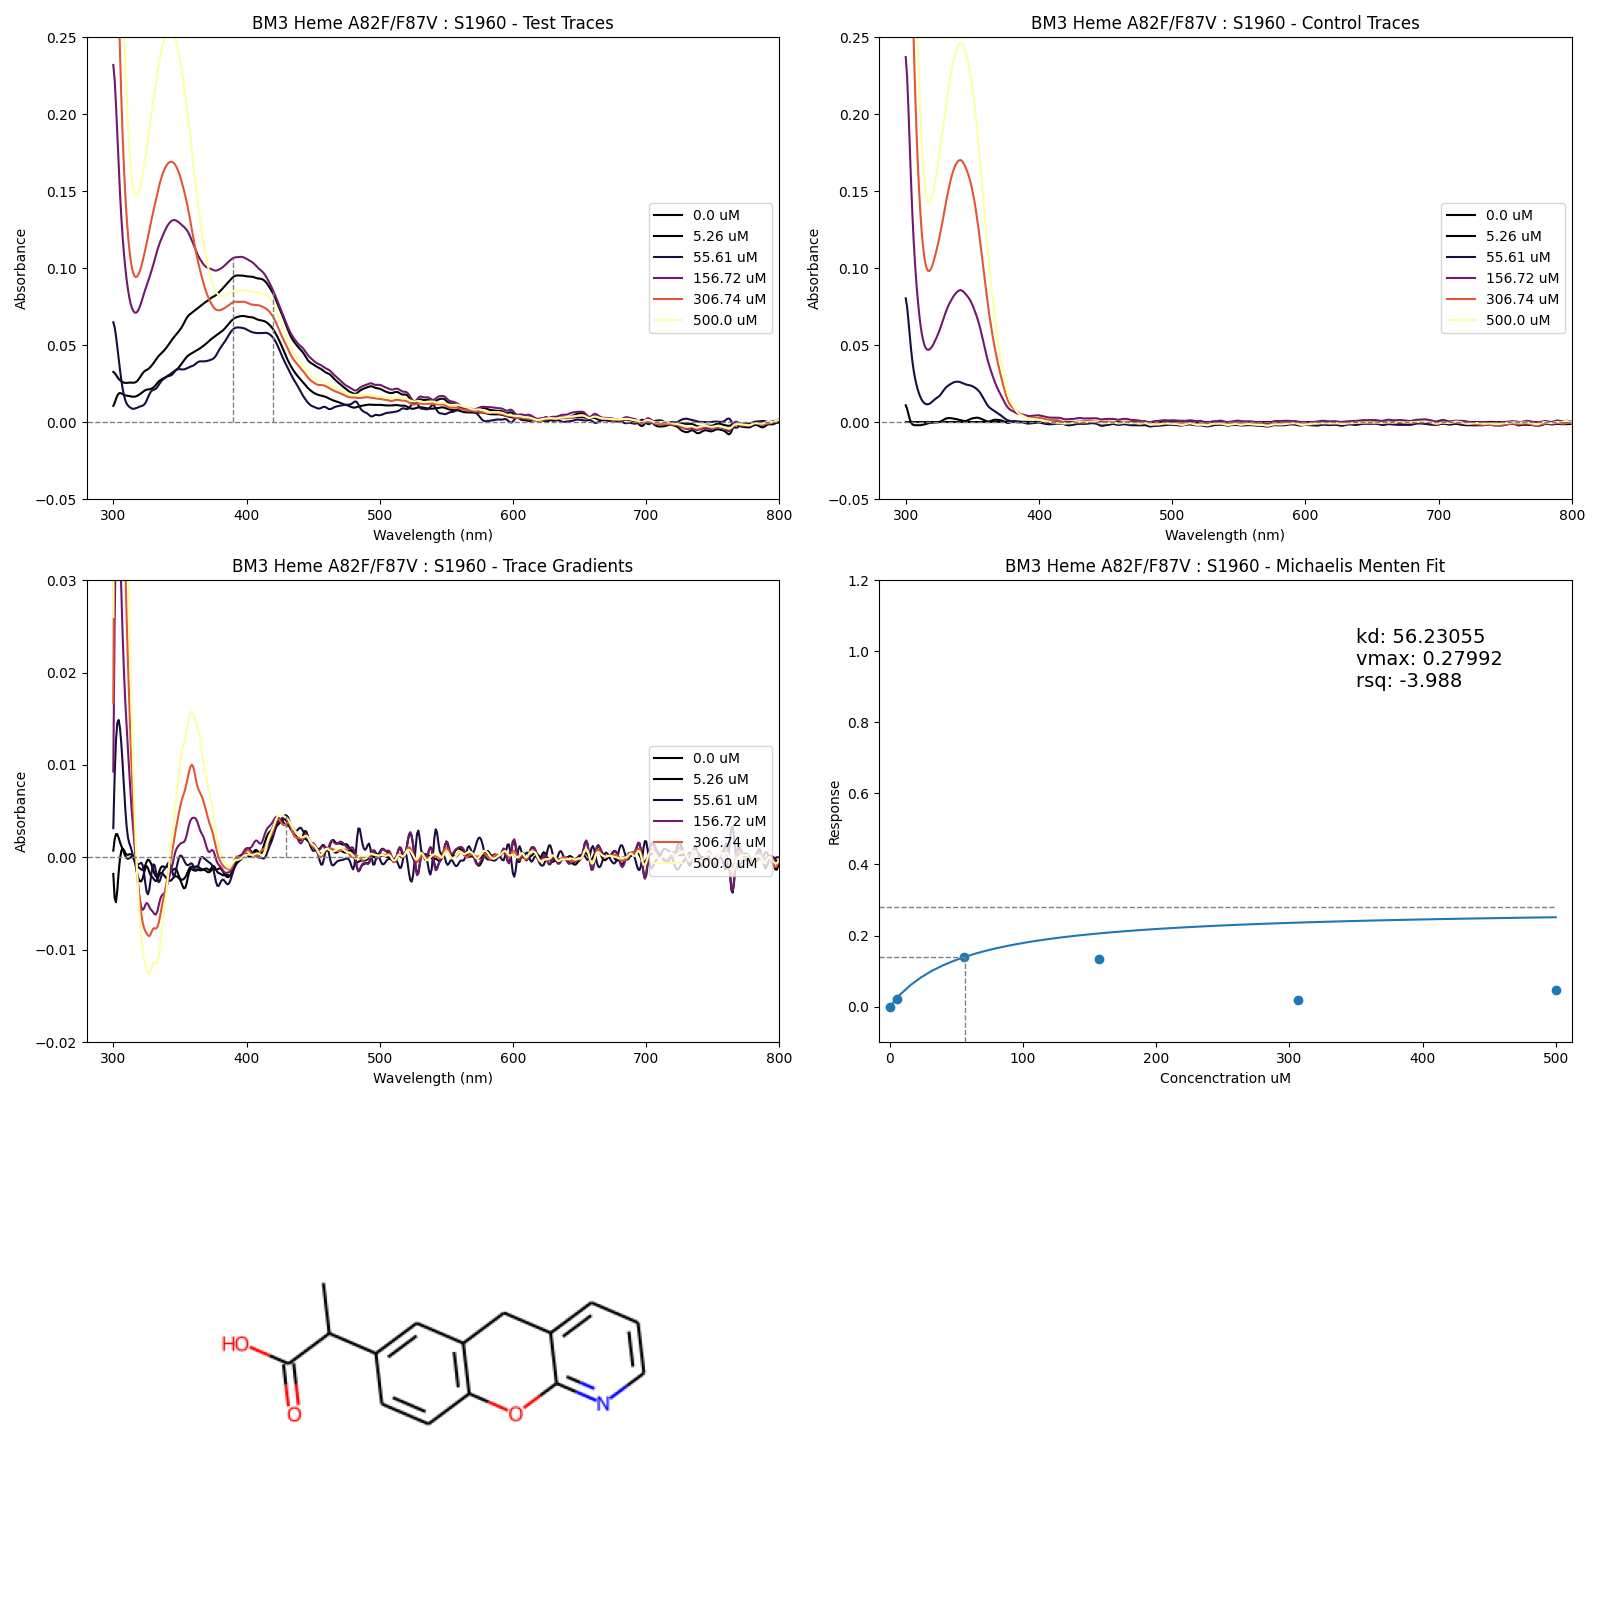 BM3 Heme A82F/F87V : S1960 - Test Traces
0.25
0.20
0.15
0.10
0.05
0.00
−0.05
Absorbance
300 400 500 600 700 800
Wavelength (nm)
0.0 uM
5.26 uM
55.61 uM
156.72 uM
306.74 uM
500.0 uM
BM3 Heme A82F/F87V : S1960 - Control Traces
0.25
0.20
0.15
0.10
0.05
0.00
−0.05
Absorbance
300 400 500 600 700 800
Wavelength (nm)
0.0 uM
5.26 uM
55.61 uM
156.72 uM
306.74 uM
500.0 uM
BM3 Heme A82F/F87V : S1960 - Trace Gradients
0.03
0.02
0.01
0.00
−0.01
−0.02
Absorbance
300 400 500 600 700 800
Wavelength (nm)
0.0 uM
5.26 uM
55.61 uM
156.72 uM
306.74 uM
500.0 uM
BM3 Heme A82F/F87V : S1960 - Michaelis Menten Fit
1.2
1.0
0.8
0.6
0.4
0.2
0.0
Response
0 100 200 300 400 500
Concenctration uM
kd: 56.23055
vmax: 0.27992
rsq: -3.988
HO
O
O
N